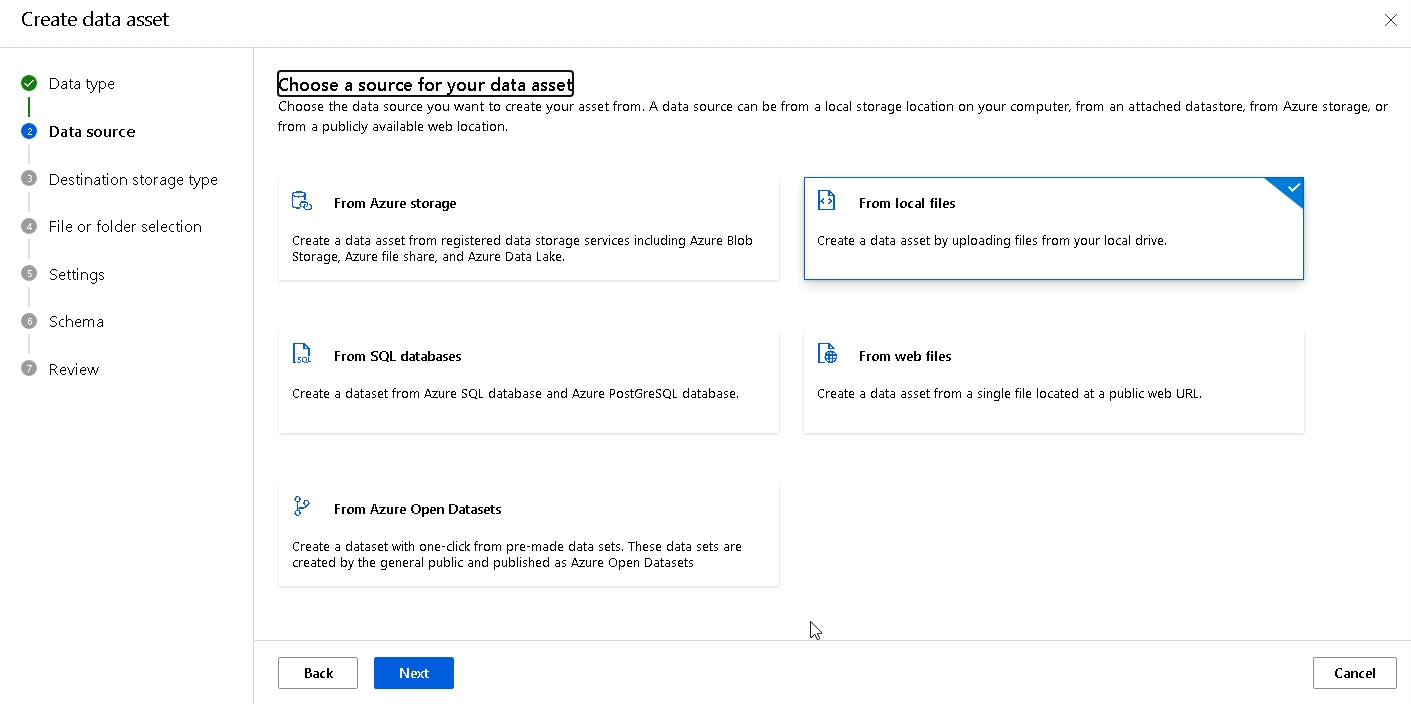 Create data asset
Data type
2 Data source
3 Destination storage type
4 File or folder selection
5 Settings
6 Schema
7 Review
Choose a source for your data asset
Choose the data source you want to create your asset from. A data source can be from a local storage location on your computer, from an attached datastore, from Azure storage, or
from a publicly available web location.
From Azure storage
Create a data asset from registered data storage services including Azure Blob
Storage, Azure file share, and Azure Data Lake.
From local files
Create a data asset by uploading files from your local drive.
SQL
From SQL databases
Create a dataset from Azure SQL database and Azure PostGreSQL database.
From web files
Create a data asset from a single file located at a public web URL.
From Azure Open Datasets
Create a dataset with one-click from pre-made data sets. These data sets are
created by the general public and published as Azure Open Datasets
Back
Next
Cancel